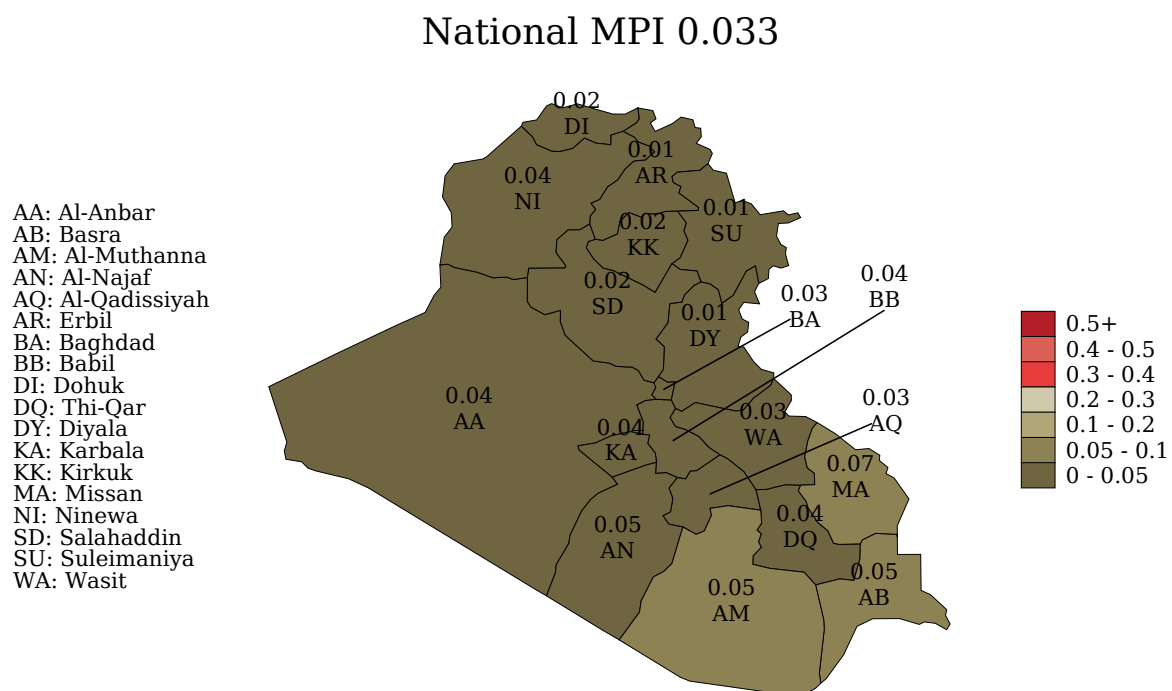 National MPI 0.033
0.02
DI
0.01
AR
0.04
NI
0.01
SU
0.02
KK
0.02
SD
0.04
BB
0.03
BA
0.01
DY
0.04
AA
0.03
AQ
0.03
WA
0.04
KA
0.07
MA
0.05
AN
0.04
DQ
0.05
AM
0.05
AB
AA: Al-Anbar
AB: Basra
AM: Al-Muthanna
AN: Al-Najaf
AQ: Al-Qadissiyah
AR: Erbil
BA: Baghdad
BB: Babil
DI: Dohuk
DQ: Thi-Qar
DY: Diyala
KA: Karbala
KK: Kirkuk
MA: Missan
NI: Ninewa
SD: Salahaddin
SU: Suleimaniya
WA: Wasit
0.5+
0.4 - 0.5
0.3 - 0.4
0.2 - 0.3
0.1 - 0.2
0.05 - 0.1
0 - 0.05